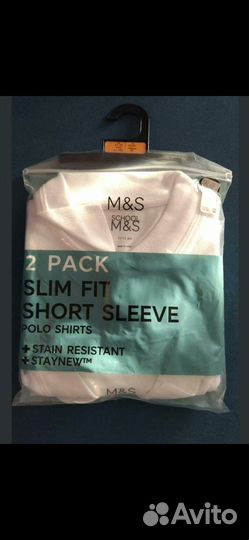 M&S
SCHOOL
M&S
2 PACK
SLIM FIT
SHORT SLEEVE
POLO SHIRTS
+STAIN RESISTANT
+STAYNEW™
M&S
Avito